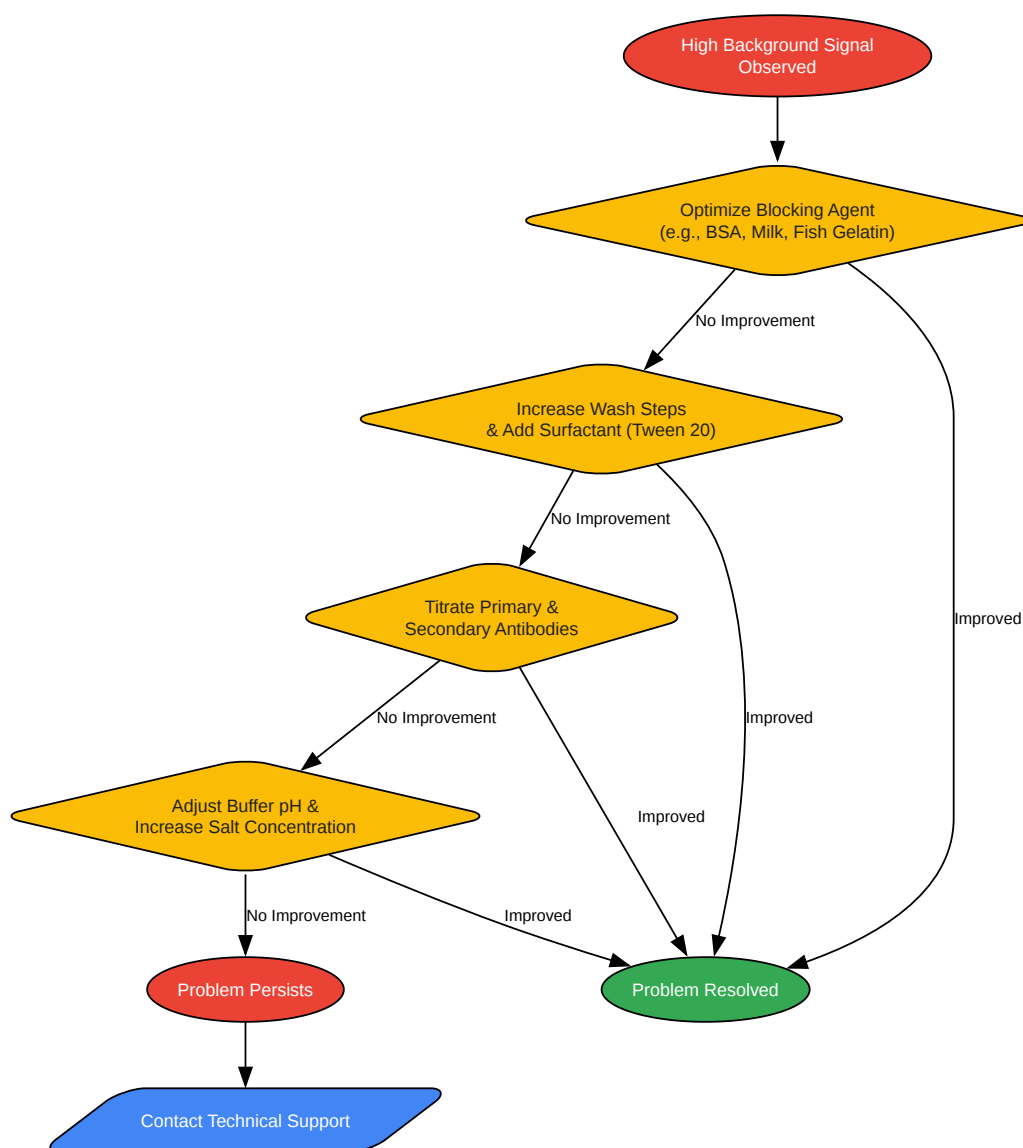 High Background Signal
Observed
Optimize Blocking Agent
(e.g., BSA, Milk, Fish Gelatin)
No Improvement
Increase Wash Steps
& Add Surfactant (Tween 20)
No Improvement
Titrate Primary &
Secondary Antibodies
Improved
No Improvement
Improved
Adjust Buffer pH &
Increase Salt Concentration
Improved
No Improvement
Improved
Problem Persists
Problem Resolved
Contact Technical Support